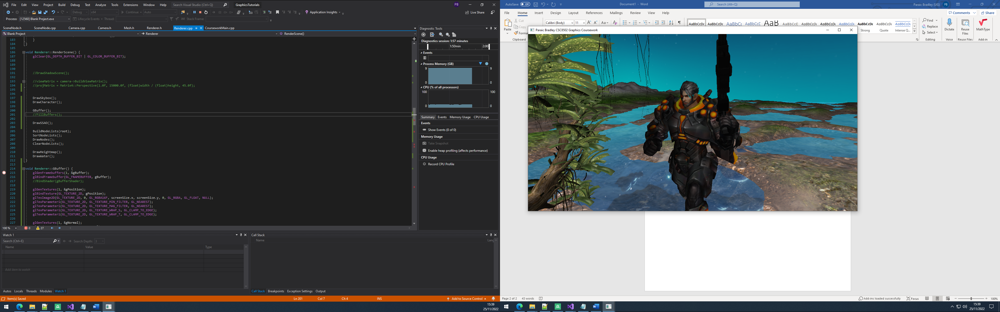 File Edit View Project Build Debug Test Analyze Tools Extensions Window Help Search Visual Studio (Ctrl+Q) GraphicsTutorials PB
Debug x64 Continue Auto Application Insights Live Share
Process: [12560] Blank Project.exe Lifecycle Events Thread: Stack Frame:
SceneNode.h SceneNode.cpp Camera.cpp Camera.h Mesh.h Renderer.h Renderer.cpp CourseworkMain.cpp
Blank Project Renderer RenderScene()
183 }
184 }
185
186 void Renderer::RenderScene() {
187 glClear(GL_DEPTH_BUFFER_BIT | GL_COLOR_BUFFER_BIT);
188
189
190
191 //DrawShadowScene();
192
193 //viewMatrix = camera->BuildViewMatrix();
194 //projMatrix = Matrix4::Perspective(1.0f, 15000.0f, (float)width / (float)height, 45.0f);
195
196
197 DrawSkybox();
198 DrawCharacter();
199
200 GBuffer();
201 //FillBuffers();
202
203 DrawSSAO();
204
205 BuildNodeLists(root);
206 SortNodeLists();
207 DrawNodes();
208 ClearNodeLists();
209
210 DrawHeightmap();
211 DrawWater();
212 }
213
214 void Renderer::GBuffer() {
215 glGenFramebuffers(1, &gBuffer);
216 glBindFramebuffer(GL_FRAMEBUFFER, gBuffer);
217 //BindShader(gBufferShader);
218
219 glGenTextures(1, &gPosition);
220 glBindTexture(GL_TEXTURE_2D, gPosition);
221 glTexImage2D(GL_TEXTURE_2D, 0, GL_RGBA16F, screenSize.x, screenSize.y, 0, GL_RGBA, GL_FLOAT, NULL);
222 glTexParameteri(GL_TEXTURE_2D, GL_TEXTURE_MIN_FILTER, GL_NEAREST);
223 glTexParameteri(GL_TEXTURE_2D, GL_TEXTURE_MAG_FILTER, GL_NEAREST);
224 glTexParameteri(GL_TEXTURE_2D, GL_TEXTURE_WRAP_S, GL_CLAMP_TO_EDGE);
225 glTexParameteri(GL_TEXTURE_2D, GL_TEXTURE_WRAP_T, GL_CLAMP_TO_EDGE);
226
227 glGenTextures(1, &gNormal);
100 % 0 27
Diagnostic Tools
Diagnostics session: 1:57 minutes
1:50min 2:00
Events
Process Memory (GB)
9 9
0 0
CPU (% of all processors)
100 100
0 0
Summary Events Memory Usage CPU Usage
Events
Show Events (0 of 0)
Memory Usage
Take Snapshot
Enable heap profiling (affects performance)
CPU Usage
Record CPU Profile
Watch 1
Search (Ctrl+E) Search Depth: 3
Name Value Type
Add item to watch
Autos Locals Threads Modules Watch 1
Call Stack
Name Lang
Call Stack Breakpoints Exception Settings Output
Item(s) Saved Ln 201 Col 7 Ch 4 INS Add to Source Control
15:39
25/11/2022
AutoSave Off Document1 - Word Search (Alt+Q) Paraic Bradley (UG) PB
File Home Insert Design Layout References Mailings Review View Help Comments Share
Paste Cut Copy Forma Clipboard
Calibri (Body) 11
AaBbCcDc AaBbCcDc AaBbCc AaBbCcD AaB AaBbCcD AaBbCcDc AaBbCcDc AaBbCcDc AaBbCcDc AaBbCcDc AaBbCcDc
Strong Quote Intense Q...
Find Replace Select Editing
Dictate Voice
Reuse Files Reuse Files
MathType Add-in
Paraic Bradley CSC8502 Graphics Coursework
Page 2 of 2 43 words Add-ins loaded successfully Focus 100%
15:39
25/11/2022